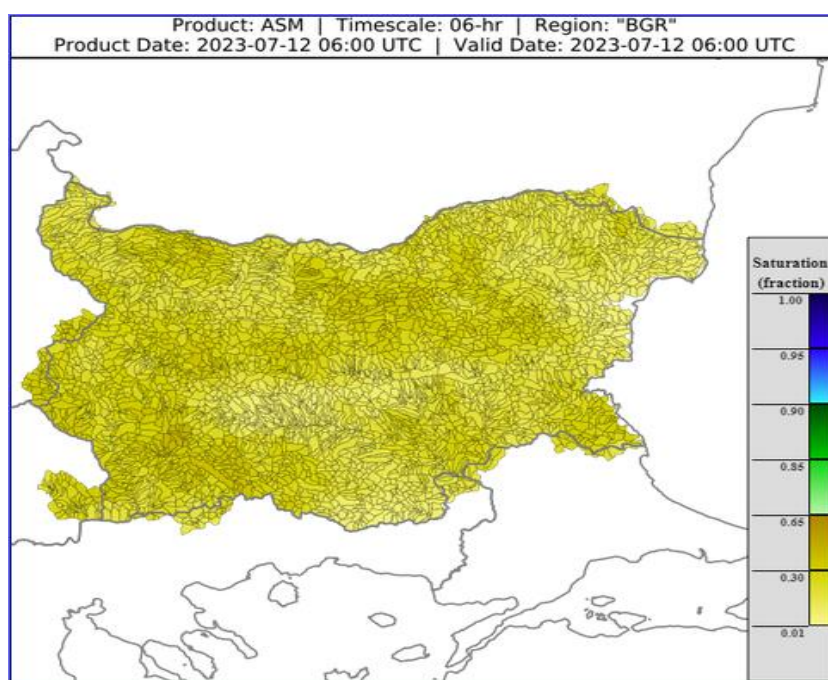 Product: ASM | Timescale: 06-hr | Region: "BGR"
Product Date: 2023-07-12 06:00 UTC | Valid Date: 2023-07-12 06:00 UTC
Saturation
(fraction)
1.00
0.95
0.90
0.85
0.65
0.30
0.01